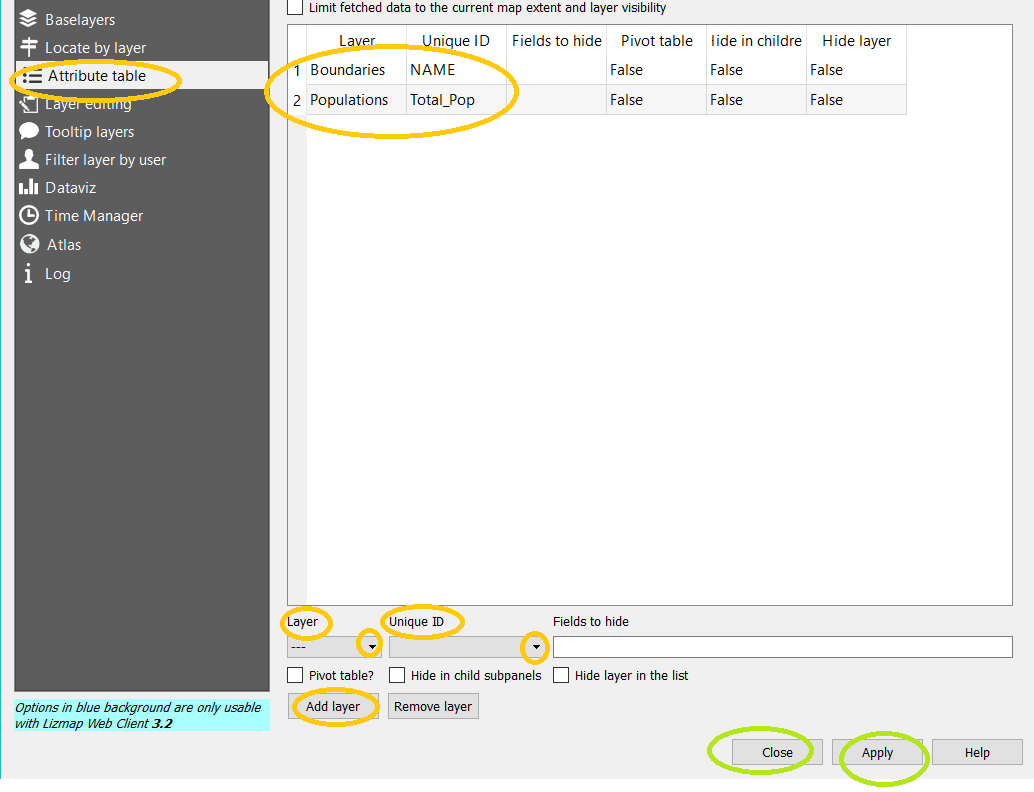 Limit fetched data to the current map extent and layer visibility
Baselayers
Locate by layer
Attribute table
Layer editing
Tooltip layers
Filter layer by user
Dataviz
Time Manager
Atlas
Log
Options in blue background are only usable
with Lizmap Web Client 3.2
Layer Unique ID Fields to hide Pivot table Iide in childre Hide layer
1 Boundaries NAME False False False
2 Populations Total_Pop False False False
Layer Unique ID Fields to hide
---
Pivot table? Hide in child subpanels Hide layer in the list
Add layer Remove layer
Close Apply Help